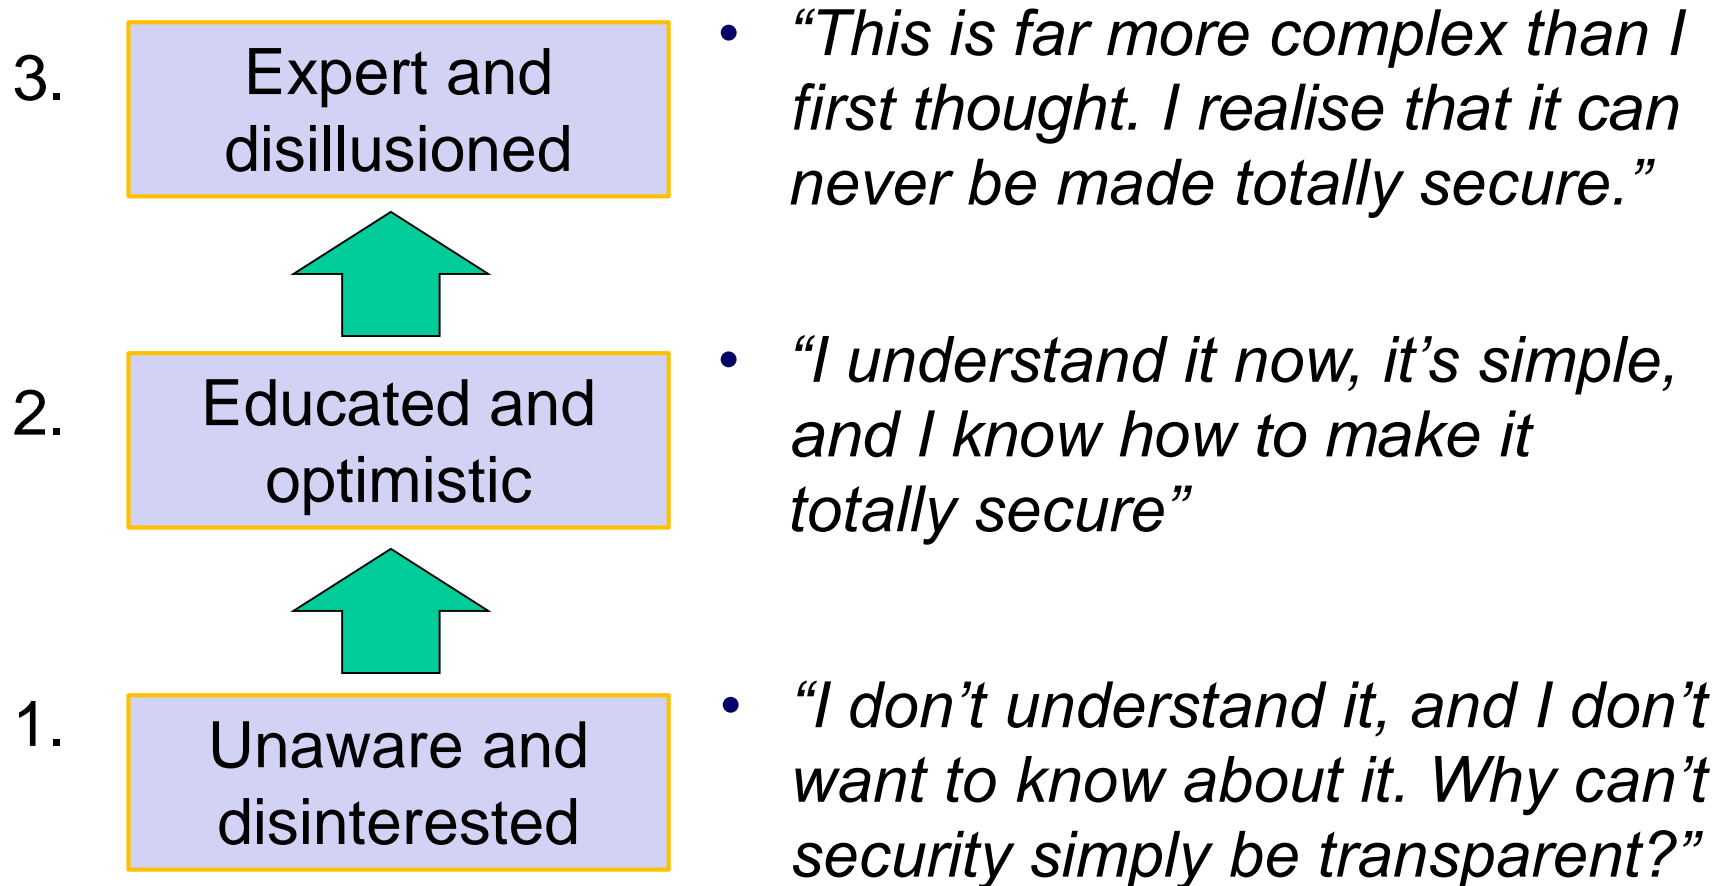 3.
Expert and
disillusioned
• “This is far more complex than I
first thought. I realise that it can
never be made totally secure.”
2.
Educated and
optimistic
• “I understand it now, it’s simple,
and I know how to make it
totally secure”
1.
Unaware and
disinterested
• “I don’t understand it, and I don’t
want to know about it. Why can’t
security simply be transparent?”